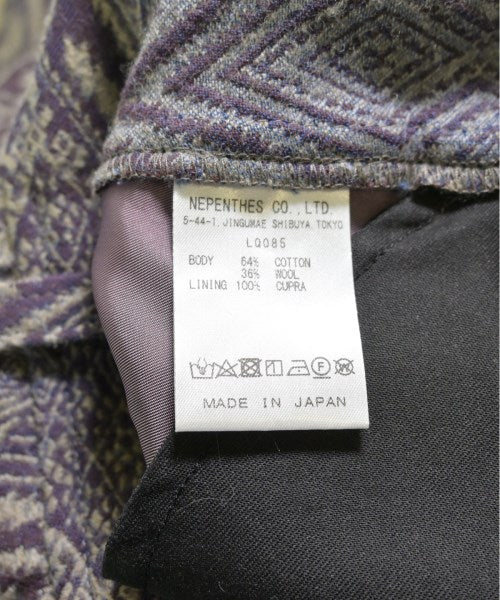 NEPENTHES CO., LTD.
5-44-1, JINGUMAE SHIBUYA, TOKYO
LQ085
BODY 64% COTTON
36% WOOL
LINING 100% CUPRA
MADE IN JAPAN